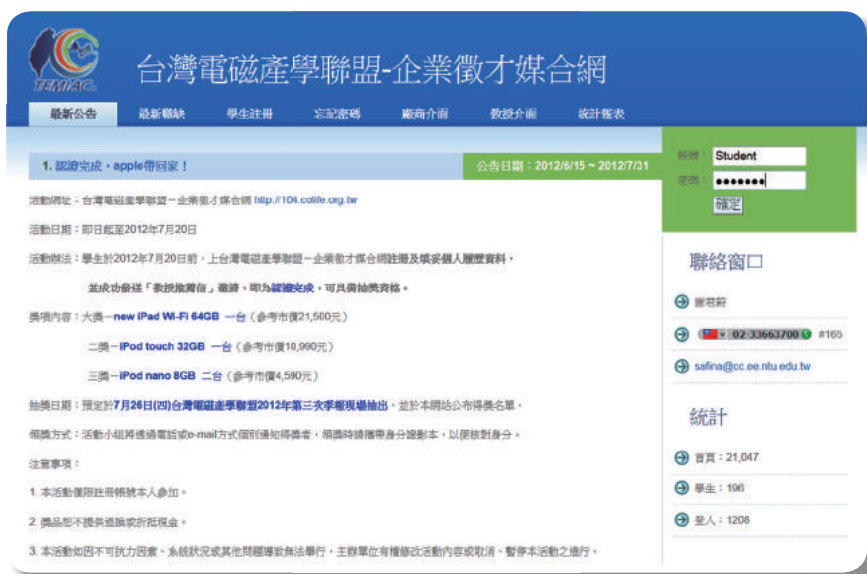 TEMIAC
台灣電磁產學聯盟-企業徵才媒合網
最新公告 最新職缺 學生註冊 忘記密碼 廠商介面 教授介面 統計報表
1. 認證完成，apple帶回家！ 公告日期：2012/6/15 ~ 2012/7/31
帳號： Student
密碼： •••••••
確定
活動網址：台灣電磁產學聯盟－企業徵才媒合網 http://104.colife.org.tw
活動日期：即日起至2012年7月20日
活動辦法：學生於2012年7月20日前，上台灣電磁產學聯盟－企業徵才媒合網註冊及填妥個人履歷資料，
並成功發送「教授推薦信」邀請，即為認證完成，可具備抽獎資格。
獎項內容：大獎－new iPad Wi-Fi 64GB 一台（參考市價21,500元）
二獎－iPod touch 32GB 一台（參考市價10,990元）
三獎－iPod nano 8GB 二台（參考市價4,590元）
抽獎日期：預定於7月26日(四)台灣電磁產學聯盟2012年第三次季報現場抽出，並於本網站公布得獎名單。
領獎方式：活動小組將透過電話或e-mail方式個別通知得獎者，領獎時請攜帶身分證影本，以便核對身分。
注意事項：
1. 本活動僅限註冊帳號本人參加。
2. 獎品恕不提供退換或折抵現金。
3. 本活動如因不可抗力因素、系統狀況或其他問題導致無法舉行，主辦單位有權修改活動內容或取消、暫停本活動之進行。
聯絡窗口
02-33663700 #165
safina@cc.ee.ntu.edu.tw
統計
首頁：21,047
學生：196
登入：1208